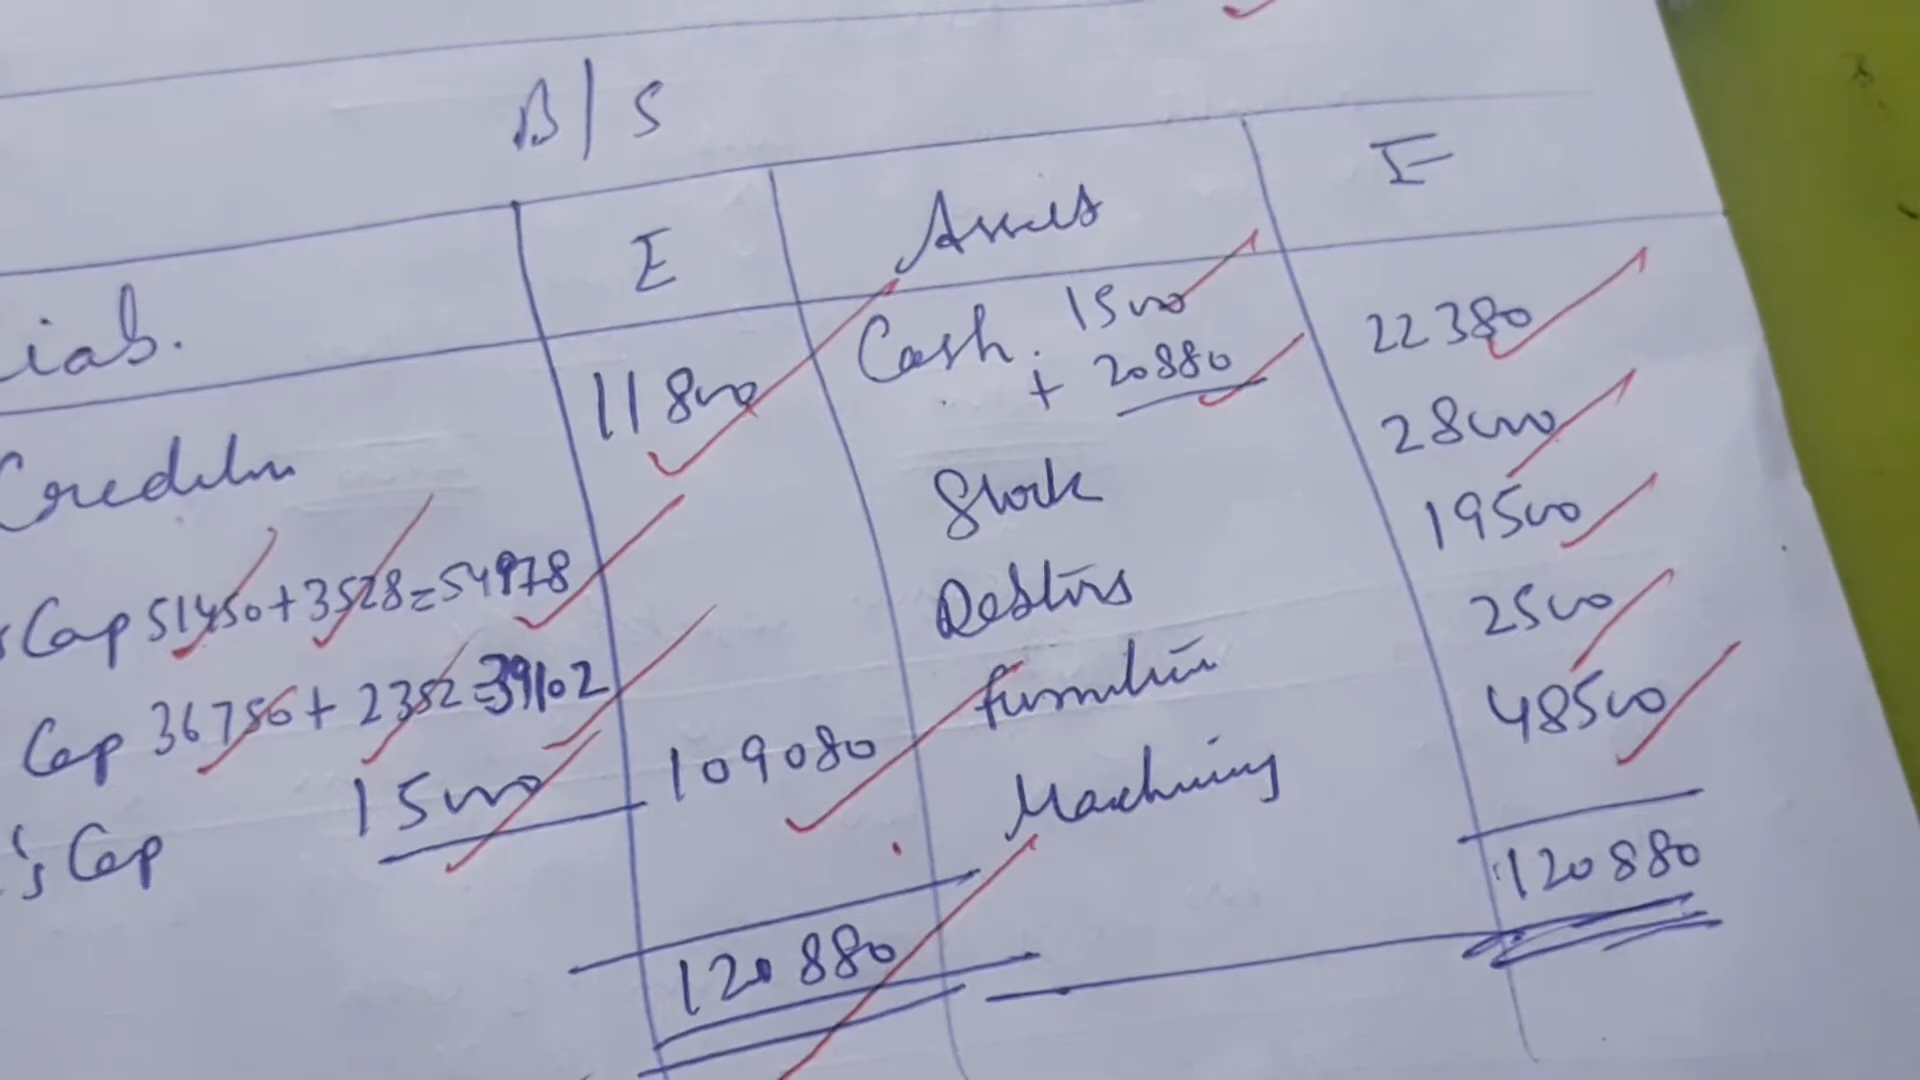 B/S
iab. ₹ Assets ₹
Creditors 11800 Cash. 1500 22380
+ 20880
Stock 28000
s Cap 51450+3528=54978 Debtors 19500
Cap 36750+2352=39102 furniture 2500
's Cap 15000 109080 Machinery 48500
120880 120880